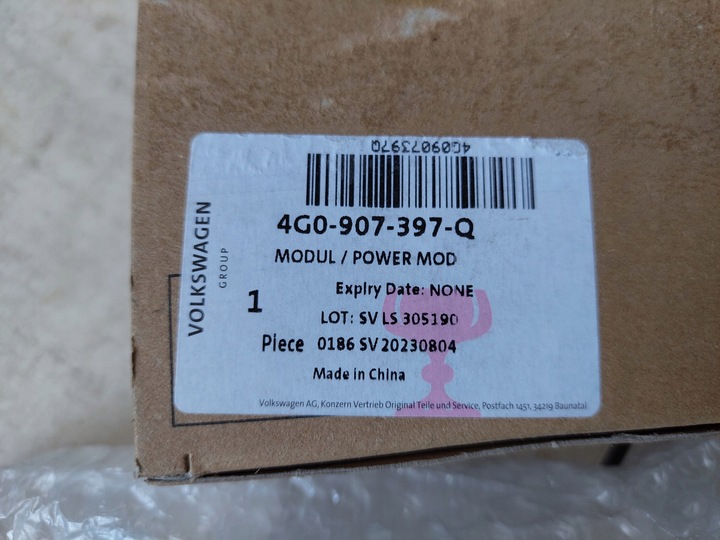 4G0907397Q
4G0-907-397-Q
MODUL / POWER MOD
VOLKSWAGEN
GROUP
1
Expiry Date: NONE
LOT: SV LS 305190
Piece 0186 SV 20230804
Made in China
Volkswagen AG, Konzern Vertrieb Original Teile und Service, Postfach 1451, 34219 Baunatal